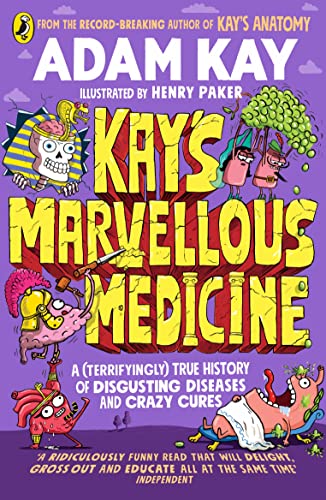 FROM THE RECORD-BREAKING AUTHOR OF KAY'S ANATOMY
ADAM KAY
ILLUSTRATED BY HENRY PAKER
KAY'S
MARVELLOUS
MEDICINE
A (TERRIFYINGLY) TRUE HISTORY
OF DISGUSTING DISEASES
AND CRAZY CURES
'A RIDICULOUSLY FUNNY READ THAT WILL DELIGHT,
GROSS OUT AND EDUCATE ALL AT THE SAME TIME'
INDEPENDENT